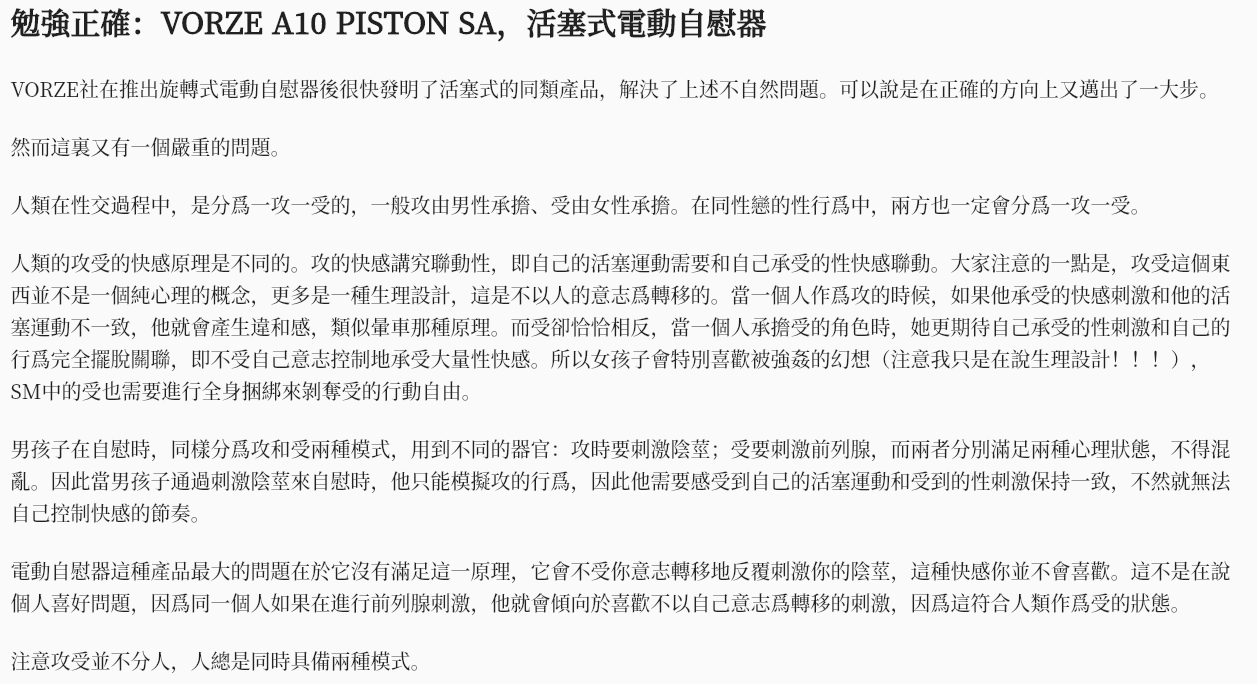 勉強正確：VORZE A10 PISTON SA，活塞式電動自慰器
VORZE社在推出旋轉式電動自慰器後很快發明了活塞式的同類產品，解決了上述不自然問題。可以說是在正確的方向上又邁出了一大步。
然而這裏又有一個嚴重的問題。
人類在性交過程中，是分爲一攻一受的，一般攻由男性承擔、受由女性承擔。在同性戀的性行爲中，兩方也一定會分爲一攻一受。
人類的攻受的快感原理是不同的。攻的快感講究聯動性，即自己的活塞運動需要和自己承受的性快感聯動。大家注意的一點是，攻受這個東
西並不是一個純心理的概念，更多是一種生理設計，這是不以人的意志爲轉移的。當一個人作爲攻的時候，如果他承受的快感刺激和他的活
塞運動不一致，他就會產生違和感，類似暈車那種原理。而受卻恰恰相反，當一個人承擔受的角色時，她更期待自己承受的性刺激和自己的
行爲完全擺脫關聯，即不受自己意志控制地承受大量性快感。所以女孩子會特別喜歡被強姦的幻想（注意我只是在說生理設計！！！），
SM中的受也需要進行全身捆綁來剝奪受的行動自由。
男孩子在自慰時，同樣分爲攻和受兩種模式，用到不同的器官：攻時要刺激陰莖；受要刺激前列腺，而兩者分別滿足兩種心理狀態，不得混
亂。因此當男孩子通過刺激陰莖來自慰時，他只能模擬攻的行爲，因此他需要感受到自己的活塞運動和受到的性刺激保持一致，不然就無法
自己控制快感的節奏。
電動自慰器這種產品最大的問題在於它沒有滿足這一原理，它會不受你意志轉移地反覆刺激你的陰莖，這種快感你並不會喜歡。這不是在說
個人喜好問題，因爲同一個人如果在進行前列腺刺激，他就會傾向於喜歡不以自己意志爲轉移的刺激，因爲這符合人類作爲受的狀態。
注意攻受並不分人，人總是同時具備兩種模式。